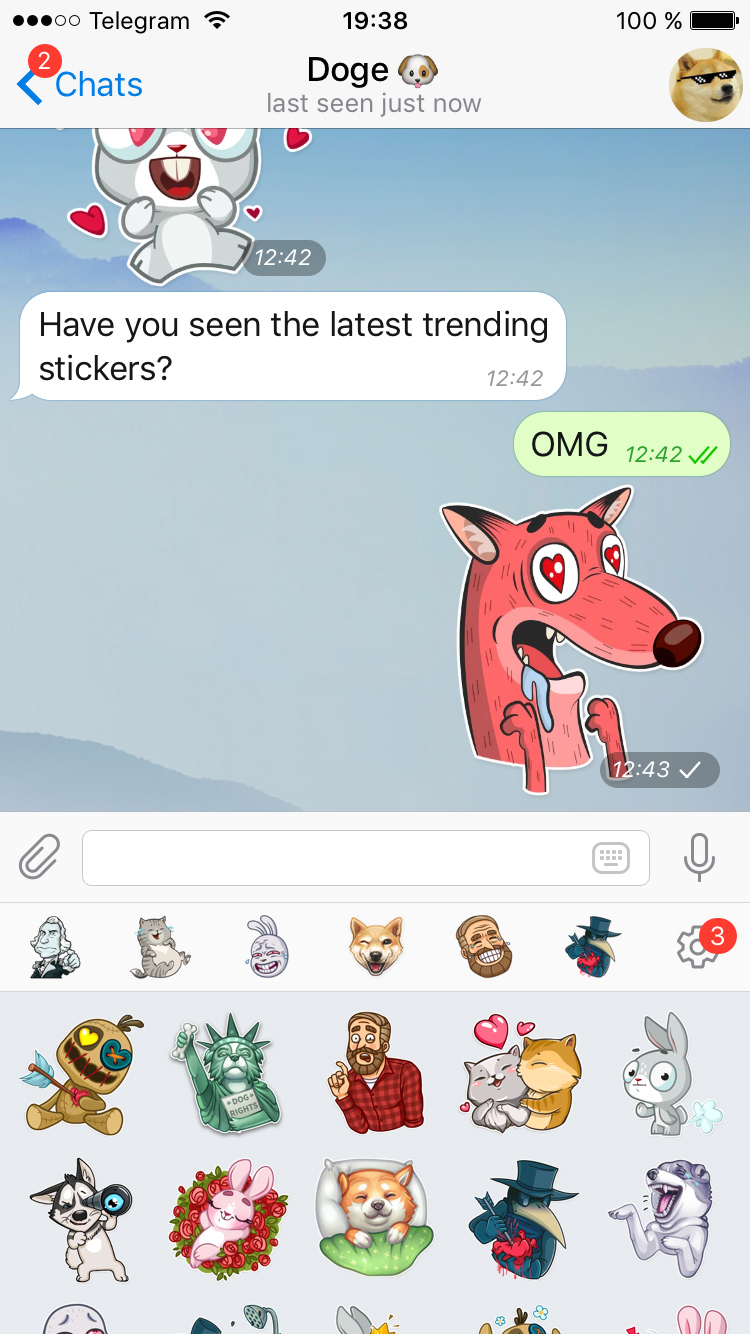 Telegram 19:38 100 %
2
Chats Doge
last seen just now
12:42
Have you seen the latest trending
stickers?
12:42
OMG 12:42
12:43
3
DOG
RIGHTS